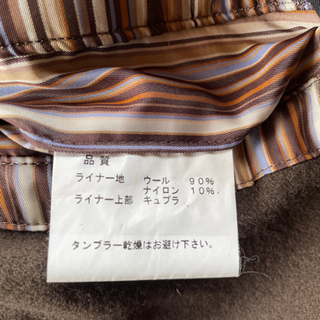 品質
ライナー地 ウール 90%
ナイロン 10%
ライナー上部 キュプラ
タンブラー乾燥はお避け下さい。